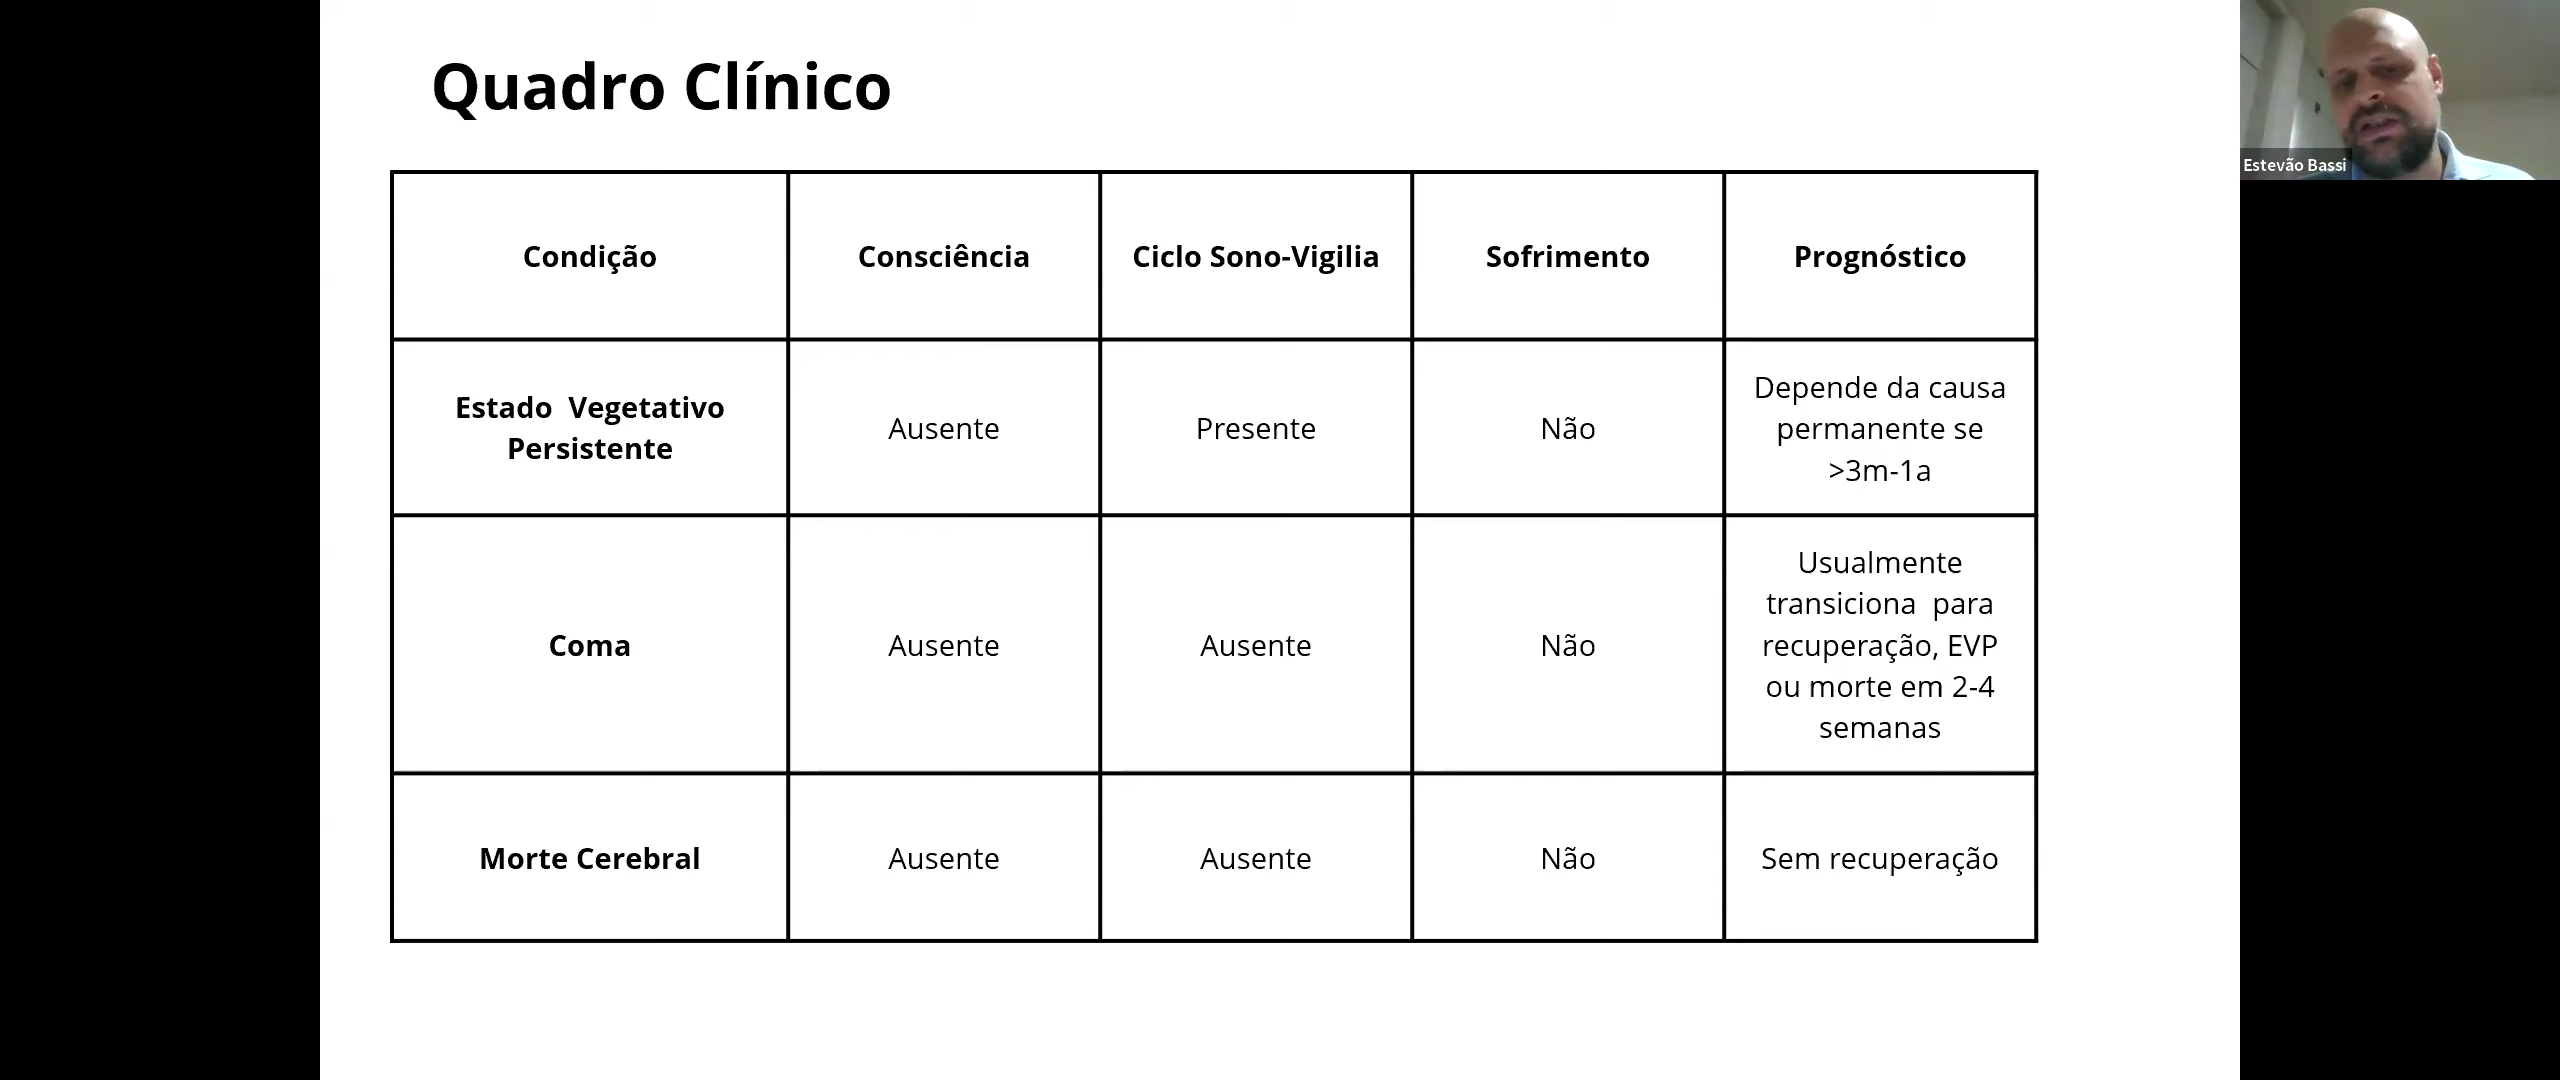 Quadro Clínico
Estevão Bassi
Condição
Consciência
Ciclo Sono-Vigilia
Sofrimento
Prognóstico
Estado  Vegetativo
Persistente
Ausente
Presente
Não
Depende da causa
permanente se
>3m-1a
Coma
Ausente
Ausente
Não
Usualmente
transiciona  para
recuperação, EVP
ou morte em 2-4
semanas
Morte Cerebral
Ausente
Ausente
Não
Sem recuperação